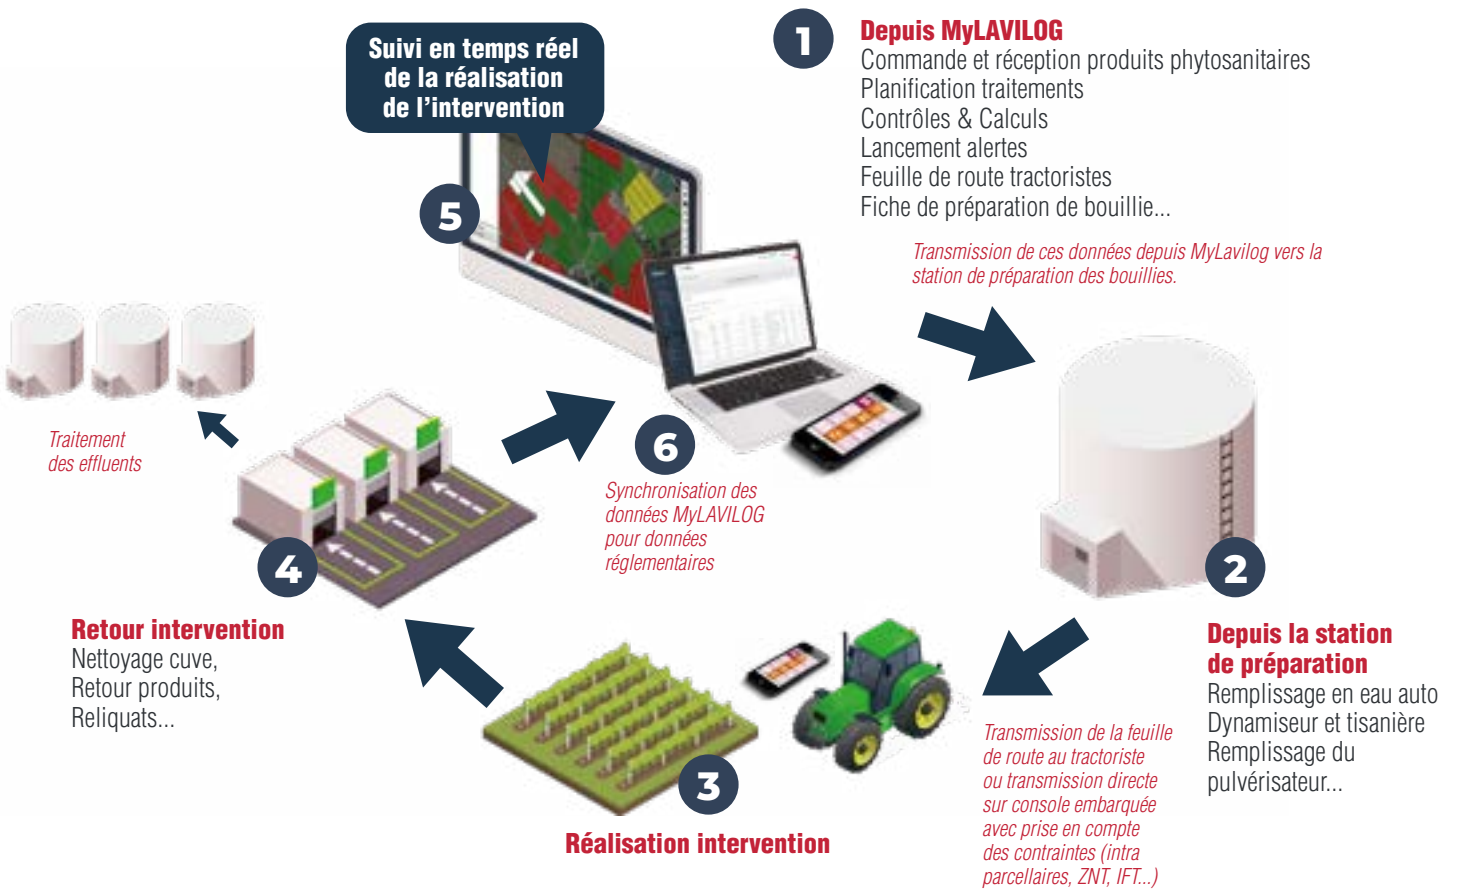 Suivi en temps réel
de la réalisation
de l’intervention
5
1
Depuis MyLAVILOG
Commande et réception produits phytosanitaires
Planification traitements
Contrôles & Calculs
Lancement alertes
Feuille de route tractoristes
Fiche de préparation de bouillie...
Transmission de ces données depuis MyLavilog vers la
station de préparation des bouillies.
2
Depuis la station
de préparation
Remplissage en eau auto
Dynamiseur et tisanière
Remplissage du
pulvérisateur...
Transmission de la feuille
de route au tractoriste
ou transmission directe
sur console embarquée
avec prise en compte
des contraintes (intra
parcellaires, ZNT, IFT...)
3
Réalisation intervention
4
Retour intervention
Nettoyage cuve,
Retour produits,
Reliquats...
Traitement
des effluents
6
Synchronisation des
données MyLAVILOG
pour données
réglementaires